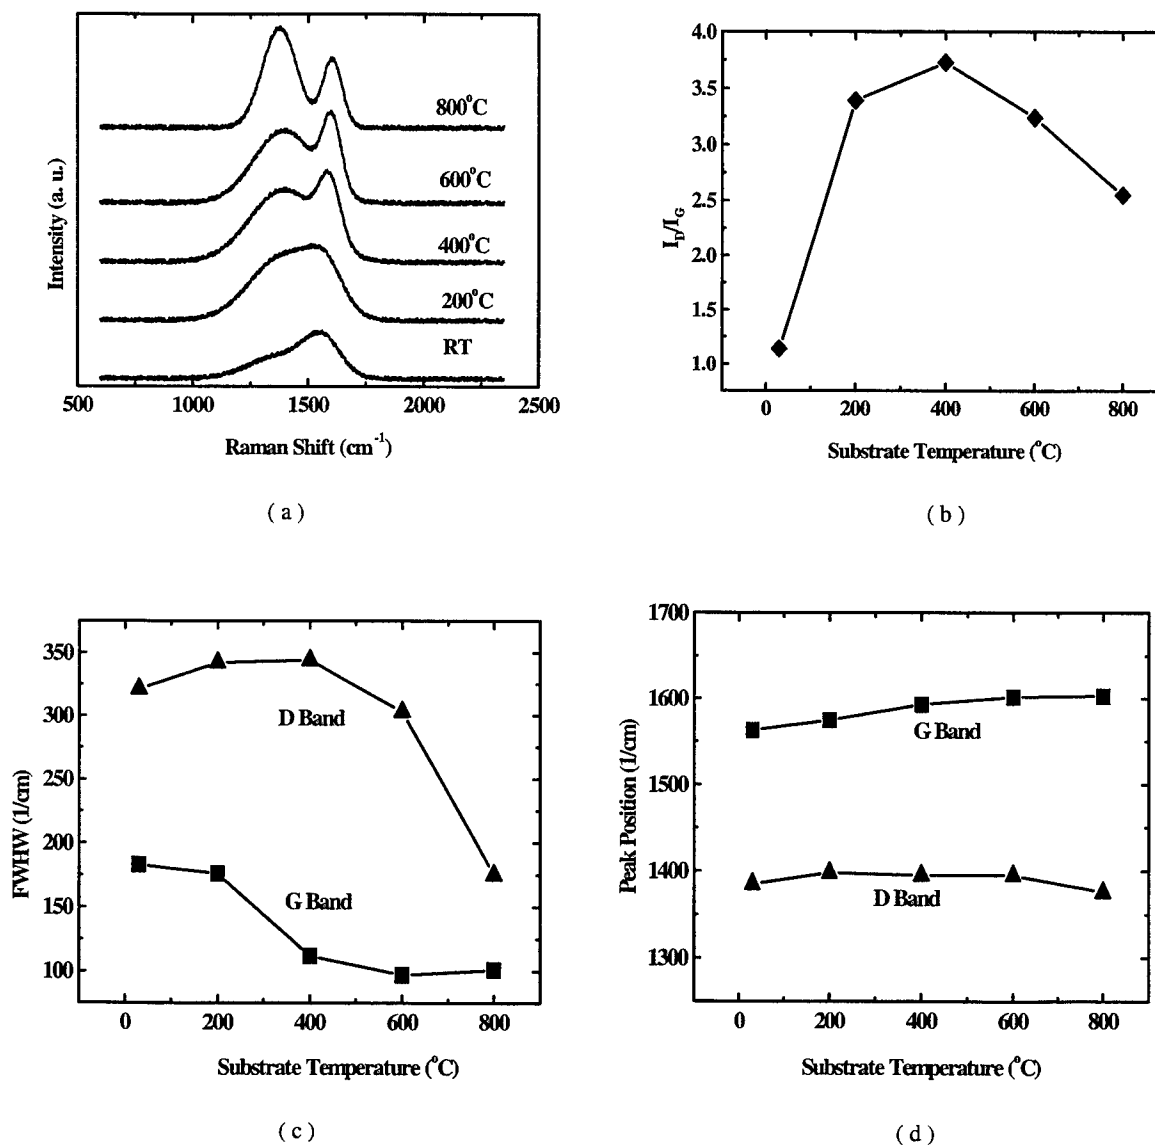 800°C
600°C
400°C
200°C
RT
Intensity (a. u.)
500 1000 1500 2000 2500
Raman Shift (cm⁻¹)
( a )
4.0
3.5
3.0
2.5
2.0
1.5
1.0
I_D/I_G
0 200 400 600 800
Substrate Temperature (°C)
( b )
350
300
250
200
150
100
FWHW (1/cm)
D Band
G Band
0 200 400 600 800
Substrate Temperature (°C)
( c )
1700
1600
1500
1400
1300
Peak Position (1/cm)
G Band
D Band
0 200 400 600 800
Substrate Temperature (°C)
( d )